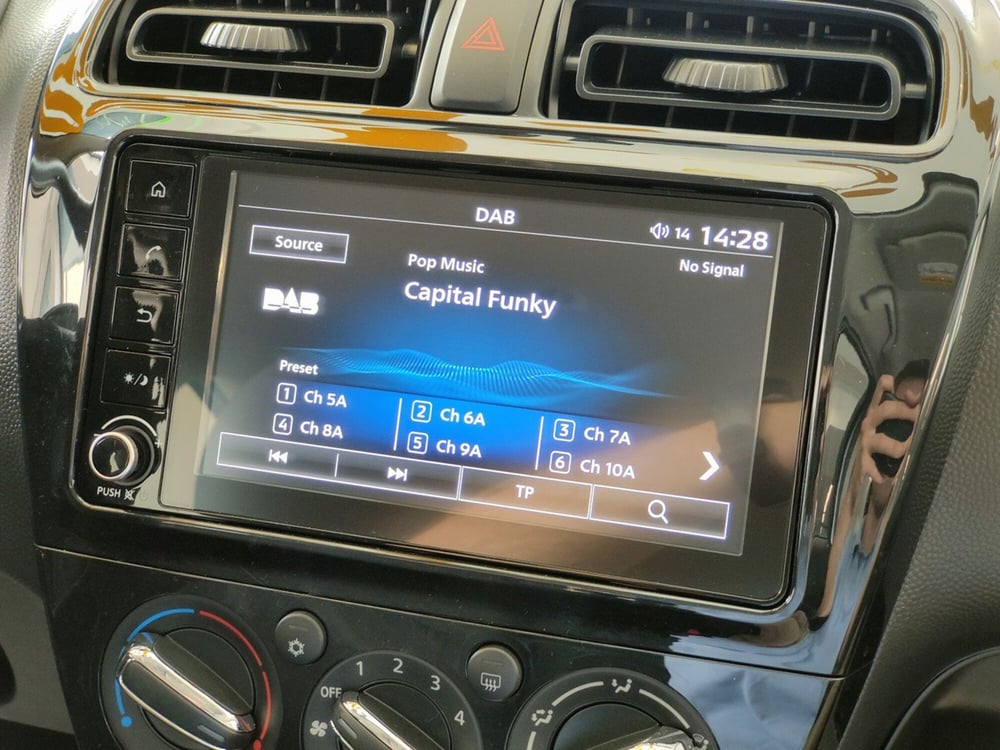 DAB
14 14:28
Source
Pop Music
No Signal
DAB
Capital Funky
Preset
1 Ch 5A
2 Ch 6A
3 Ch 7A
4 Ch 8A
5 Ch 9A
6 Ch 10A
TP
PUSH
OFF 1 2 3 4